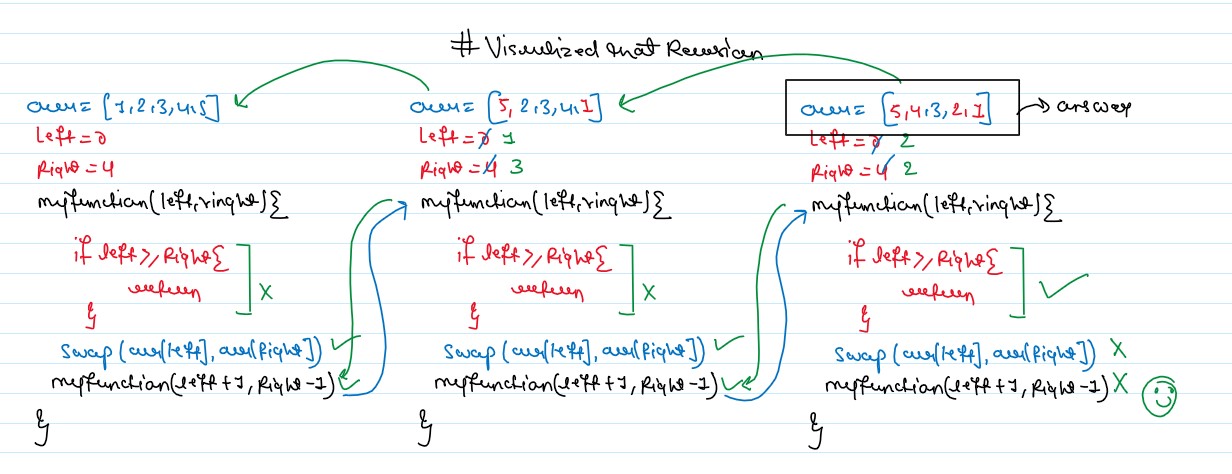 # Visualized that Recursion
arr = [1,2,3,4,5]
left = 0
Right = 4
myfunction(left,right){
if left >, Right {
return
}
swap (arr[left], arr[Right])
myfunction(left+1, Right-1)
}
arr = [5, 2,3,4,1]
left = 0 1
Right = 4 3
myfunction(left,right){
if left >, Right {
return
}
swap (arr[left], arr[Right])
myfunction(left+1, Right-1)
}
arr = [5,4,3,2,1]
answer
left = 0 2
Right = 4 2
myfunction(left,right){
if left >, Right {
return
}
swap (arr[left], arr[Right])
myfunction(left+1, Right-1)
}